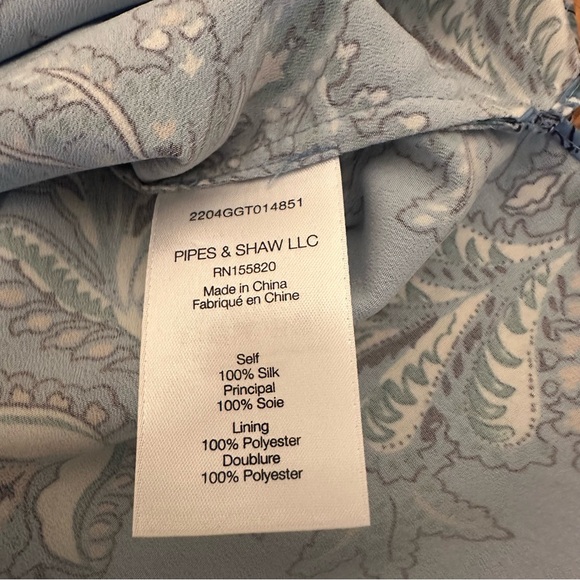 2204GGT014851
PIPES & SHAW LLC
RN155820
Made in China
Fabriqué en Chine
Self
100% Silk
Principal
100% Soie
Lining
100% Polyester
Doublure
100% Polyester